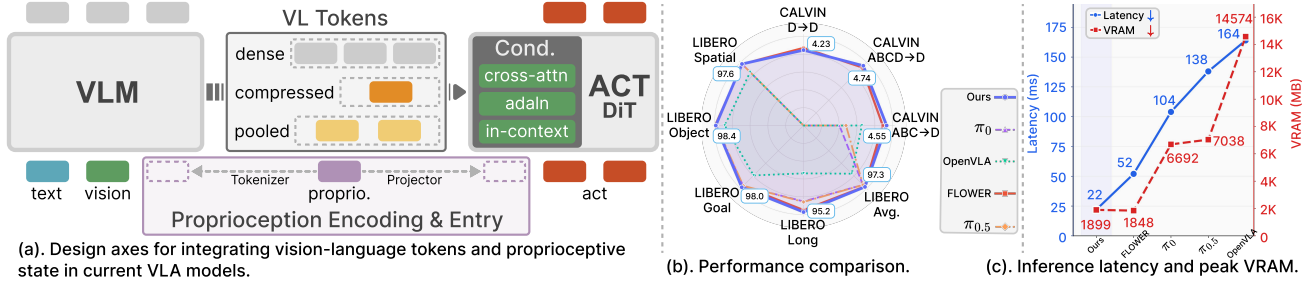 VL Tokens
VLM
dense
compressed
pooled
Cond.
cross-attn
adaln
in-context
ACT
DiT
text
vision
Tokenizer
proprio.
Projector
act
Proprioception Encoding & Entry
(a). Design axes for integrating vision-language tokens and proprioceptive
state in current VLA models.
CALVIN
D→D
4.23
CALVIN
ABCD→D
4.74
CALVIN
ABC→D
4.55
LIBERO
Avg.
97.3
LIBERO
Long
95.2
LIBERO
Goal
98.0
LIBERO
Object
98.4
LIBERO
Spatial
97.6
Ours
π0
OpenVLA
FLOWER
π0.5
(b). Performance comparison.
Latency ↓
VRAM ↓
Latency (ms)
175
150
125
100
75
50
25
0
VRAM (MB)
16K
14K
12K
10K
8K
6K
4K
2K
0
22
52
104
138
164
1899
1848
6692
7038
14574
Ours
FLOWER
π0
π0.5
OpenVLA
(c). Inference latency and peak VRAM.